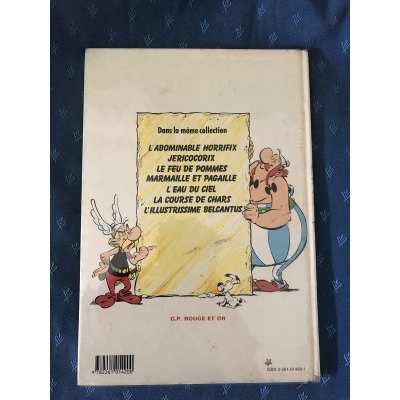 Dans la même collection
L'ABOMINABLE HORRIFIX
JERICOCORIX
LE FEU DE POMMES
MARMAILLE ET PAGAILLE
L'EAU DU CIEL
LA COURSE DE CHARS
L'ILLUSTRISSIME BELCANTUS
G.P. ROUGE ET OR